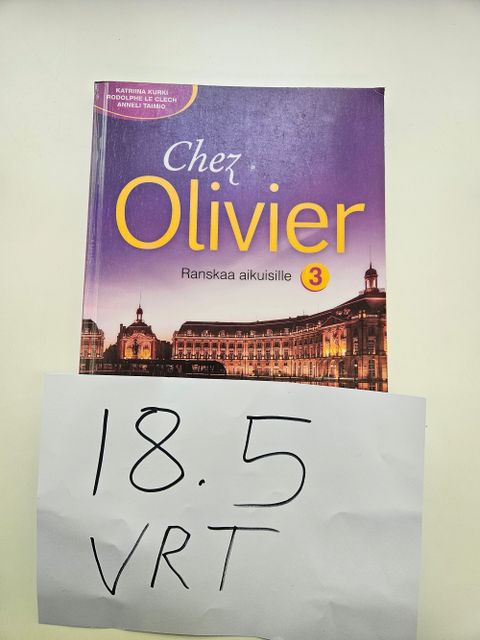 KATRIINA KURKI
RODOLPHE LE CLECH
ANNELI TAIMIO
Chez
Olivier
Ranskaa aikuisille 3
18.5
VRT